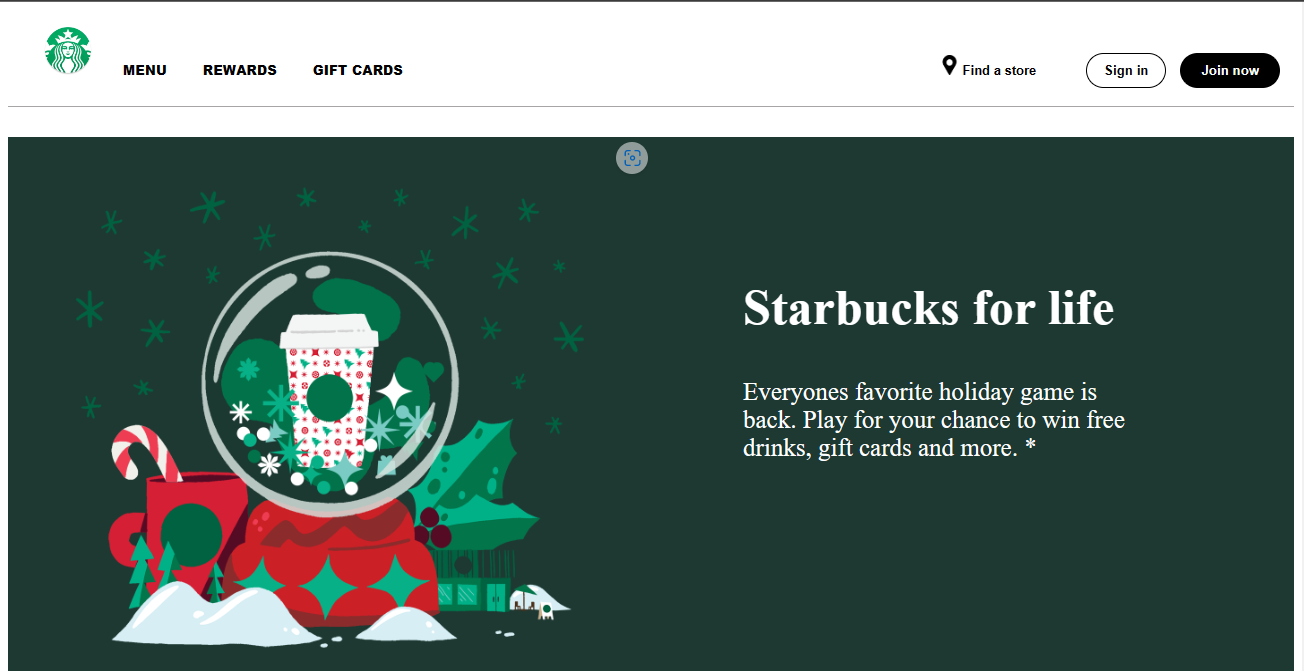 MENU REWARDS GIFT CARDS Find a store Sign in Join now
Starbucks for life
Everyones favorite holiday game is
back. Play for your chance to win free
drinks, gift cards and more. *